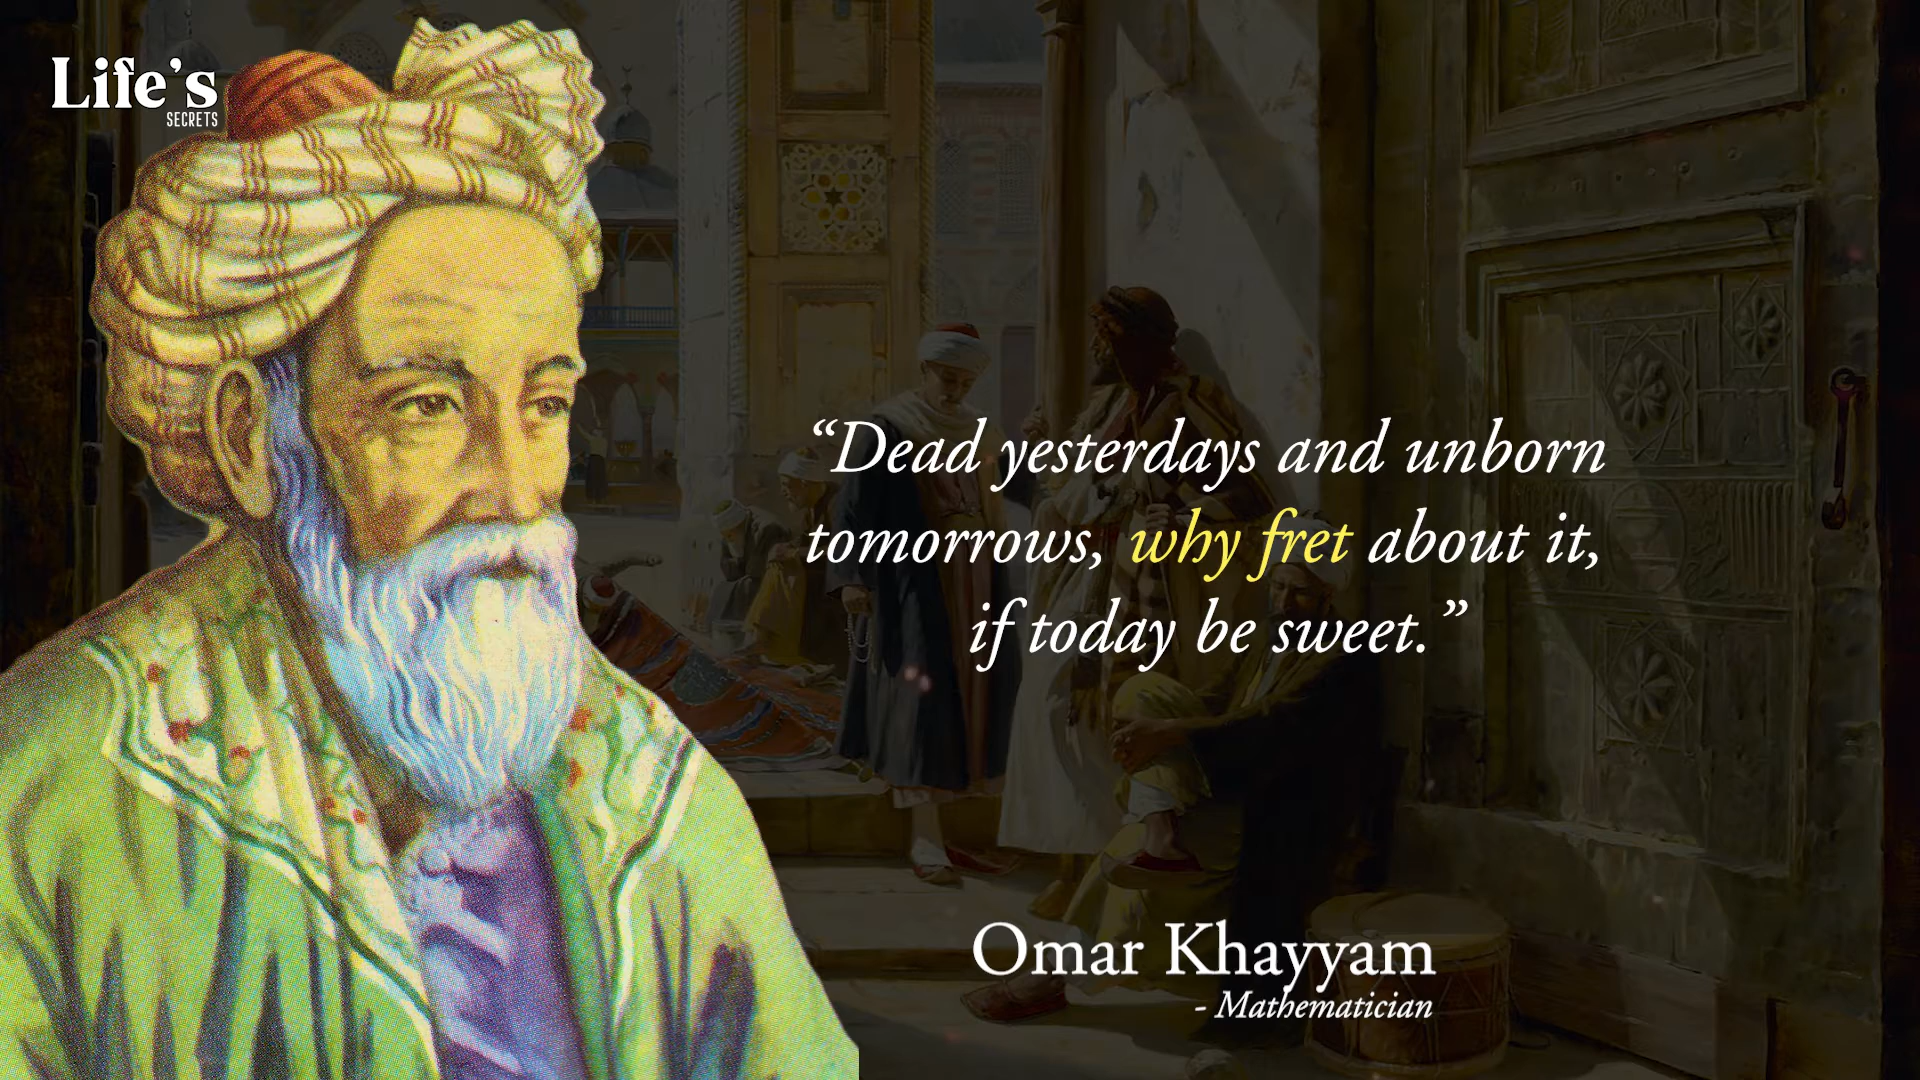 Life's
SECRETS
“Dead yesterdays and unborn
tomorrows, why fret about it,
if today be sweet.”
Omar Khayyam
- Mathematician